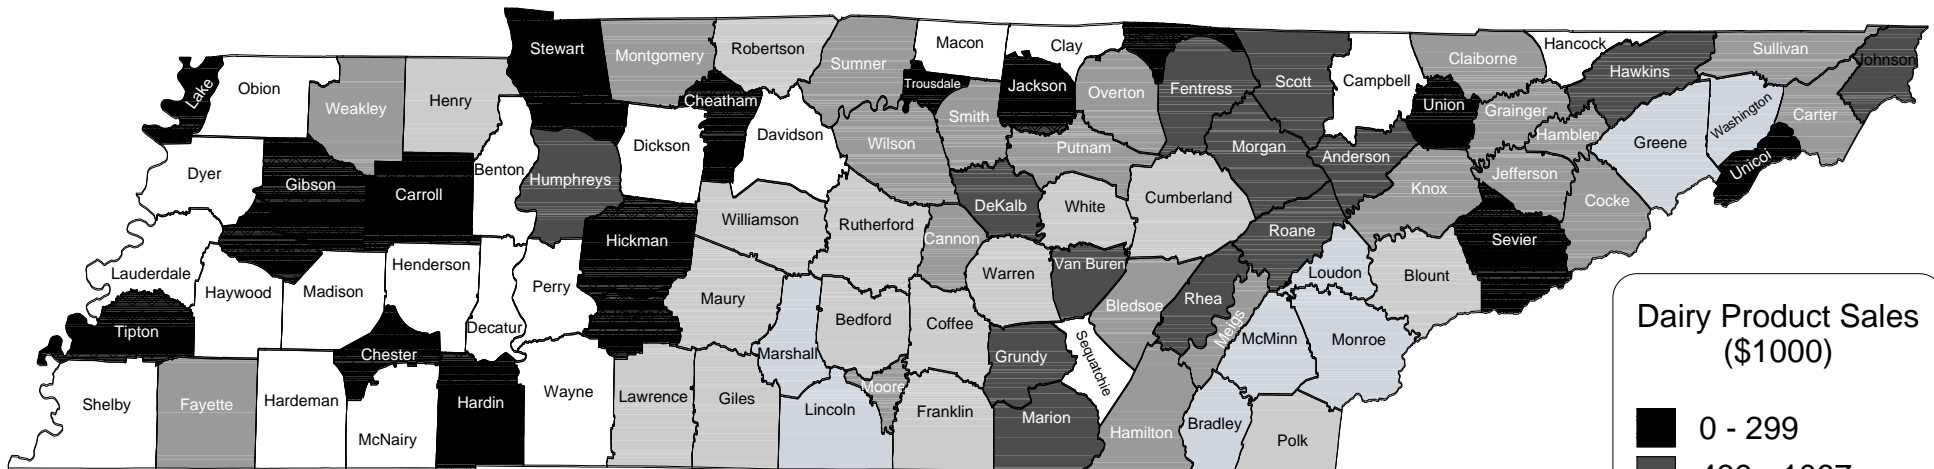 Stewart
Montgomery
Robertson
Sumner
Macon
Clay
Hancock
Claiborne
Sullivan
Johnson
Lake
Obion
Weakley
Henry
Cheatham
Trousdale
Jackson
Overton
Fentress
Scott
Campbell
Union
Hawkins
Grainger
Hamblen
Greene
Washington
Carter
Unicoi
Dyer
Gibson
Carroll
Benton
Humphreys
Dickson
Davidson
Wilson
Smith
Putnam
Morgan
Anderson
Knox
Jefferson
Cocke
Sevier
Williamson
Rutherford
Cannon
DeKalb
White
Cumberland
Roane
Loudon
Blount
Lauderdale
Haywood
Madison
Henderson
Decatur
Perry
Hickman
Maury
Marshall
Bedford
Coffee
Warren
Van Buren
Bledsoe
Rhea
Meigs
McMinn
Monroe
Tipton
Chester
Grundy
Sequatchie
Shelby
Fayette
Hardeman
McNairy
Hardin
Wayne
Lawrence
Giles
Lincoln
Moore
Franklin
Marion
Hamilton
Bradley
Polk
Dairy Product Sales
($1000)
0 - 299